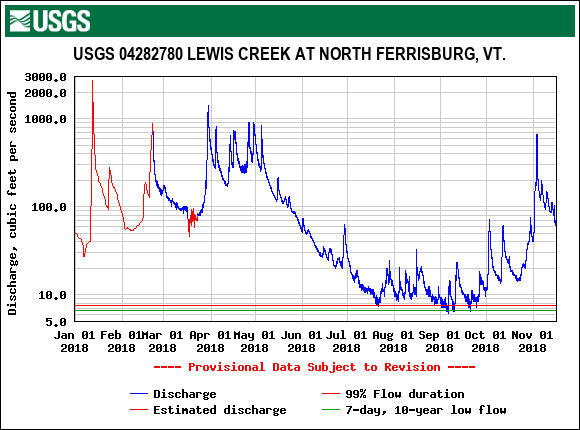 USGS
USGS 04282780 LEWIS CREEK AT NORTH FERRISBURG, VT.
Discharge, cubic feet per second
3000.0
2000.0
1000.0
100.0
10.0
5.0
Jan 01 Feb 01 Mar 01 Apr 01 May 01 Jun 01 Jul 01 Aug 01 Sep 01 Oct 01 Nov 01
2018 2018 2018 2018 2018 2018 2018 2018 2018 2018 2018
---- Provisional Data Subject to Revision ----
Discharge
99% Flow duration
Estimated discharge
7-day, 10-year low flow